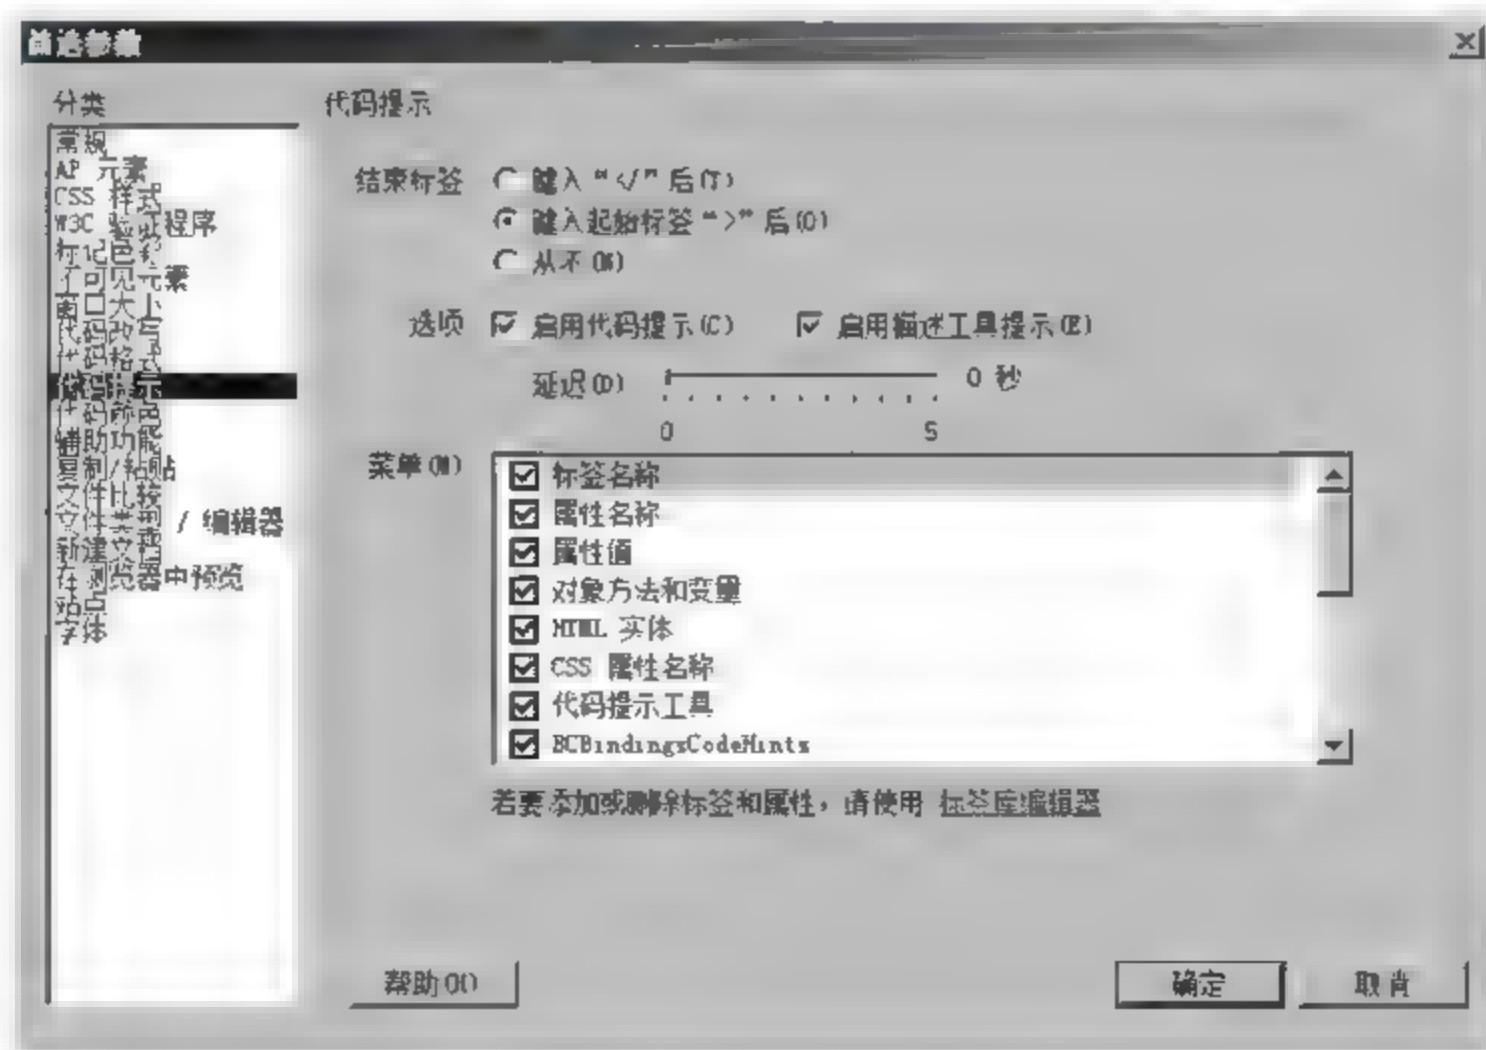 首选参数
分类
常规
AP 元素
CSS 样式
W3C 验证程序
标记色彩
不可见元素
窗口大小
代码改写
代码格式
代码提示
代码颜色
辅助功能
复制/粘贴
文件比较
文件类型 / 编辑器
新建文档
在浏览器中预览
站点
字体
代码提示
结束标签 键入“</”后(T)
键入起始标签“>”后(O)
从不(N)
选项 启用代码提示(C) 启用描述工具提示(E)
延迟(D) 0 秒
0 5
菜单(M) 标签名称
属性名称
属性值
对象方法和变量
HTML 实体
CSS 属性名称
代码提示工具
BCBindingsCodeHints
若要添加或删除标签和属性，请使用 标签库编辑器
帮助(H) 确定 取消